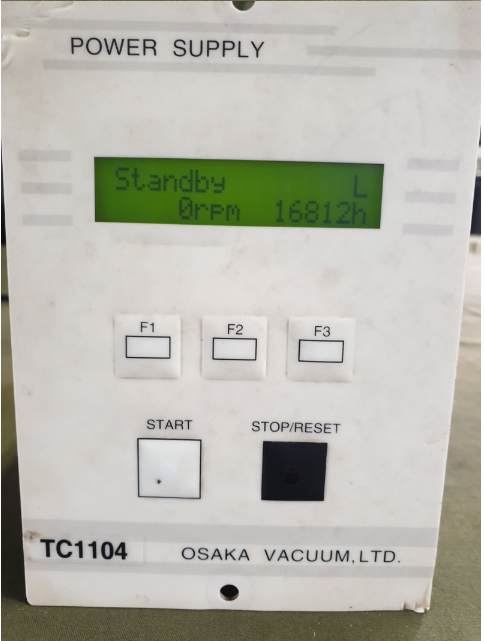 POWER SUPPLY
Standby L
0rpm 16812h
F1 F2 F3
START STOP/RESET
TC1104 OSAKA VACUUM,LTD.